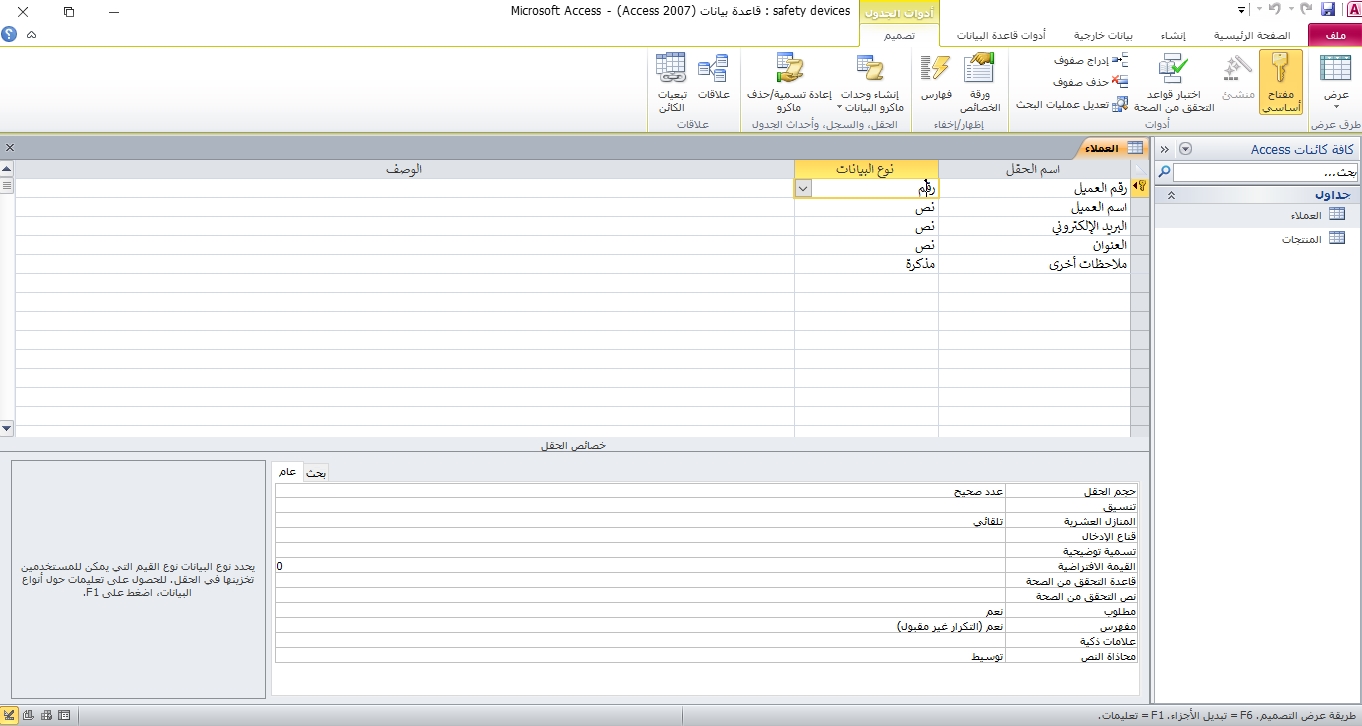 safety devices : قاعدة بيانات (Access 2007) - Microsoft Access
أدوات الجدول
ملف
الصفحة الرئيسية
إنشاء
بيانات خارجية
أدوات قاعدة البيانات
تصميم
عرض
مفتاح أساسي
منشئ
اختبار قواعد التحقق من الصحة
إدراج صفوف
حذف صفوف
تعديل عمليات البحث
ورقة الخصائص
فهارس
إنشاء وحدات ماكرو البيانات
إعادة تسمية/حذف ماكرو
علاقات
تبعيات الكائن
طرق عرض
أدوات
إظهار/إخفاء
الحقل، والسجل، وأحداث الجدول
علاقات
كافة كائنات Access
بحث...
جداول
العملاء
المنتجات
العملاء
اسم الحقل نوع البيانات الوصف
رقم العميل رقم
اسم العميل نص
البريد الإلكتروني نص
العنوان نص
ملاحظات أخرى مذكرة
خصائص الحقل
عام بحث
حجم الحقل عدد صحيح
تنسيق
المنازل العشرية تلقائي
قناع الإدخال
تسمية توضيحية
القيمة الافتراضية 0
قاعدة التحقق من الصحة
نص التحقق من الصحة
مطلوب نعم
مفهرس نعم (التكرار غير مقبول)
علامات ذكية
محاذاة النص توسيط
يحدد نوع البيانات نوع القيم التي يمكن للمستخدمين
تخزينها في الحقل. للحصول على تعليمات حول أنواع
البيانات، اضغط على F1.
طريقة عرض التصميم. F6 = تبديل الأجزاء. F1 = تعليمات.